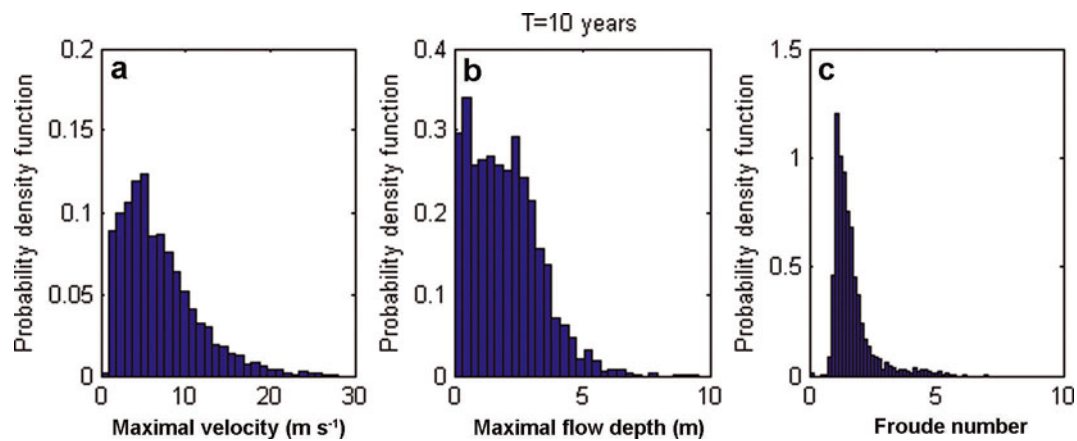 T=10 years
a
Probability density function
0.2
0.15
0.1
0.05
0
0
10
20
30
Maximal velocity (m s⁻¹)
b
Probability density function
0.4
0.3
0.2
0.1
0
0
5
10
Maximal flow depth (m)
c
Probability density function
1.5
1
0.5
0
0
5
10
Froude number